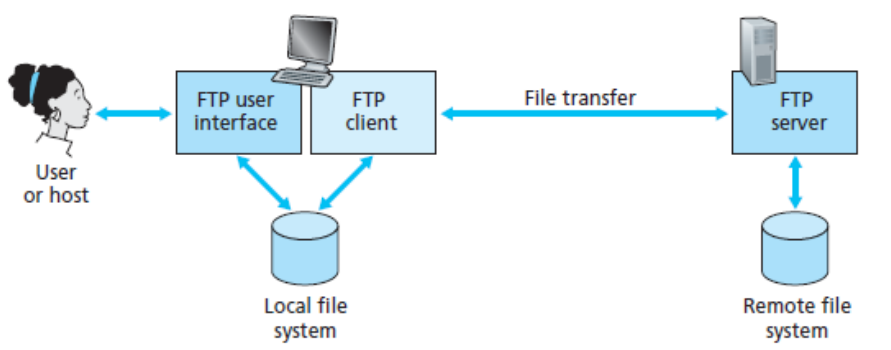 FTP user
interface
FTP
client
File transfer
FTP
server
User
or host
Local file
system
Remote file
system